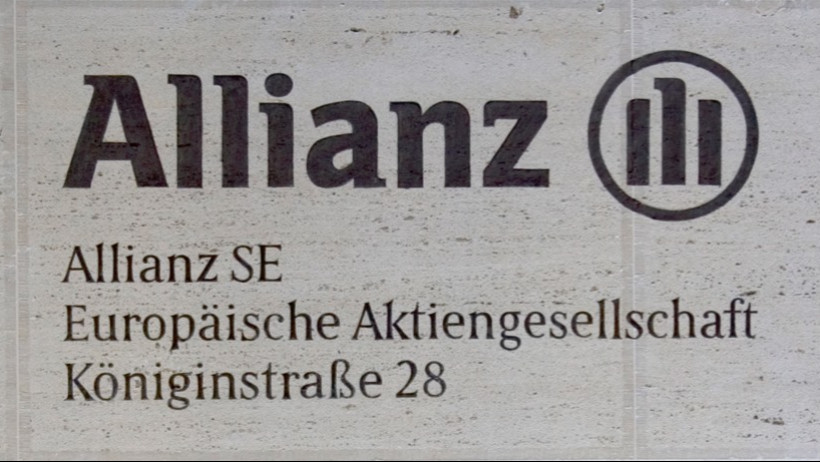 Allianz
Allianz SE
Europäische Aktiengesellschaft
Königinstraße 28